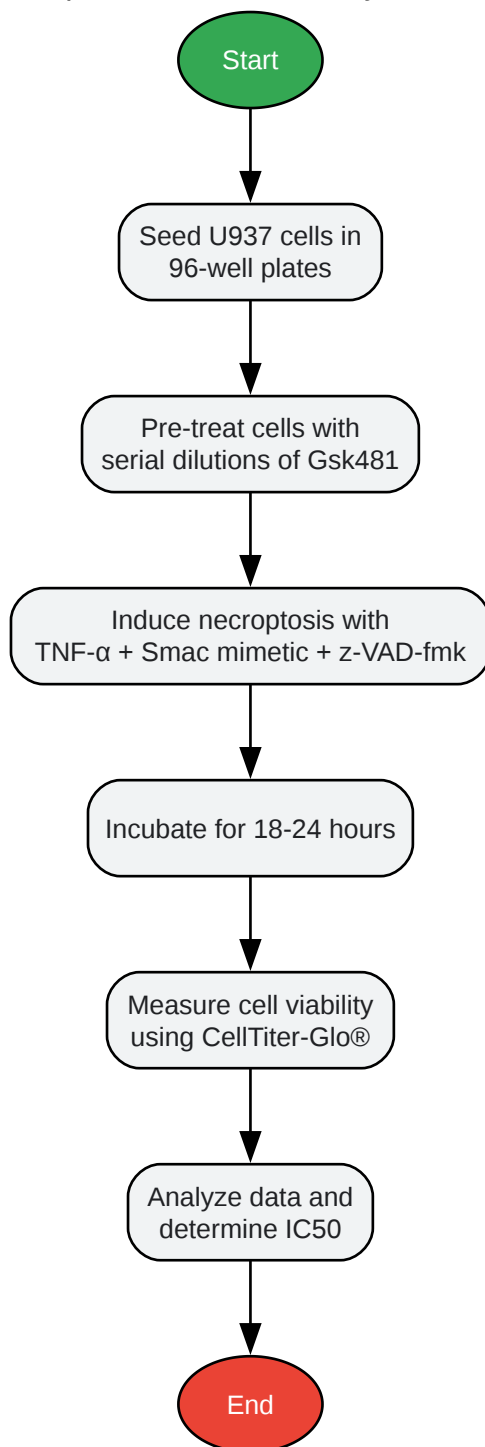 Start
Seed U937 cells in
96-well plates
Pre-treat cells with
serial dilutions of Gsk481
Induce necroptosis with
TNF-α + Smac mimetic + z-VAD-fmk
Incubate for 18-24 hours
Measure cell viability
using CellTiter-Glo®
Analyze data and
determine IC50
End